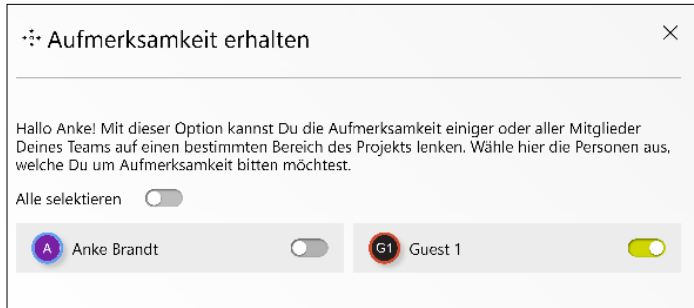 Aufmerksamkeit erhalten
Hallo Anke! Mit dieser Option kannst Du die Aufmerksamkeit einiger oder aller Mitglieder
Deines Teams auf einen bestimmten Bereich des Projekts lenken. Wähle hier die Personen aus,
welche Du um Aufmerksamkeit bitten möchtest.
Alle selektieren
A Anke Brandt G1 Guest 1